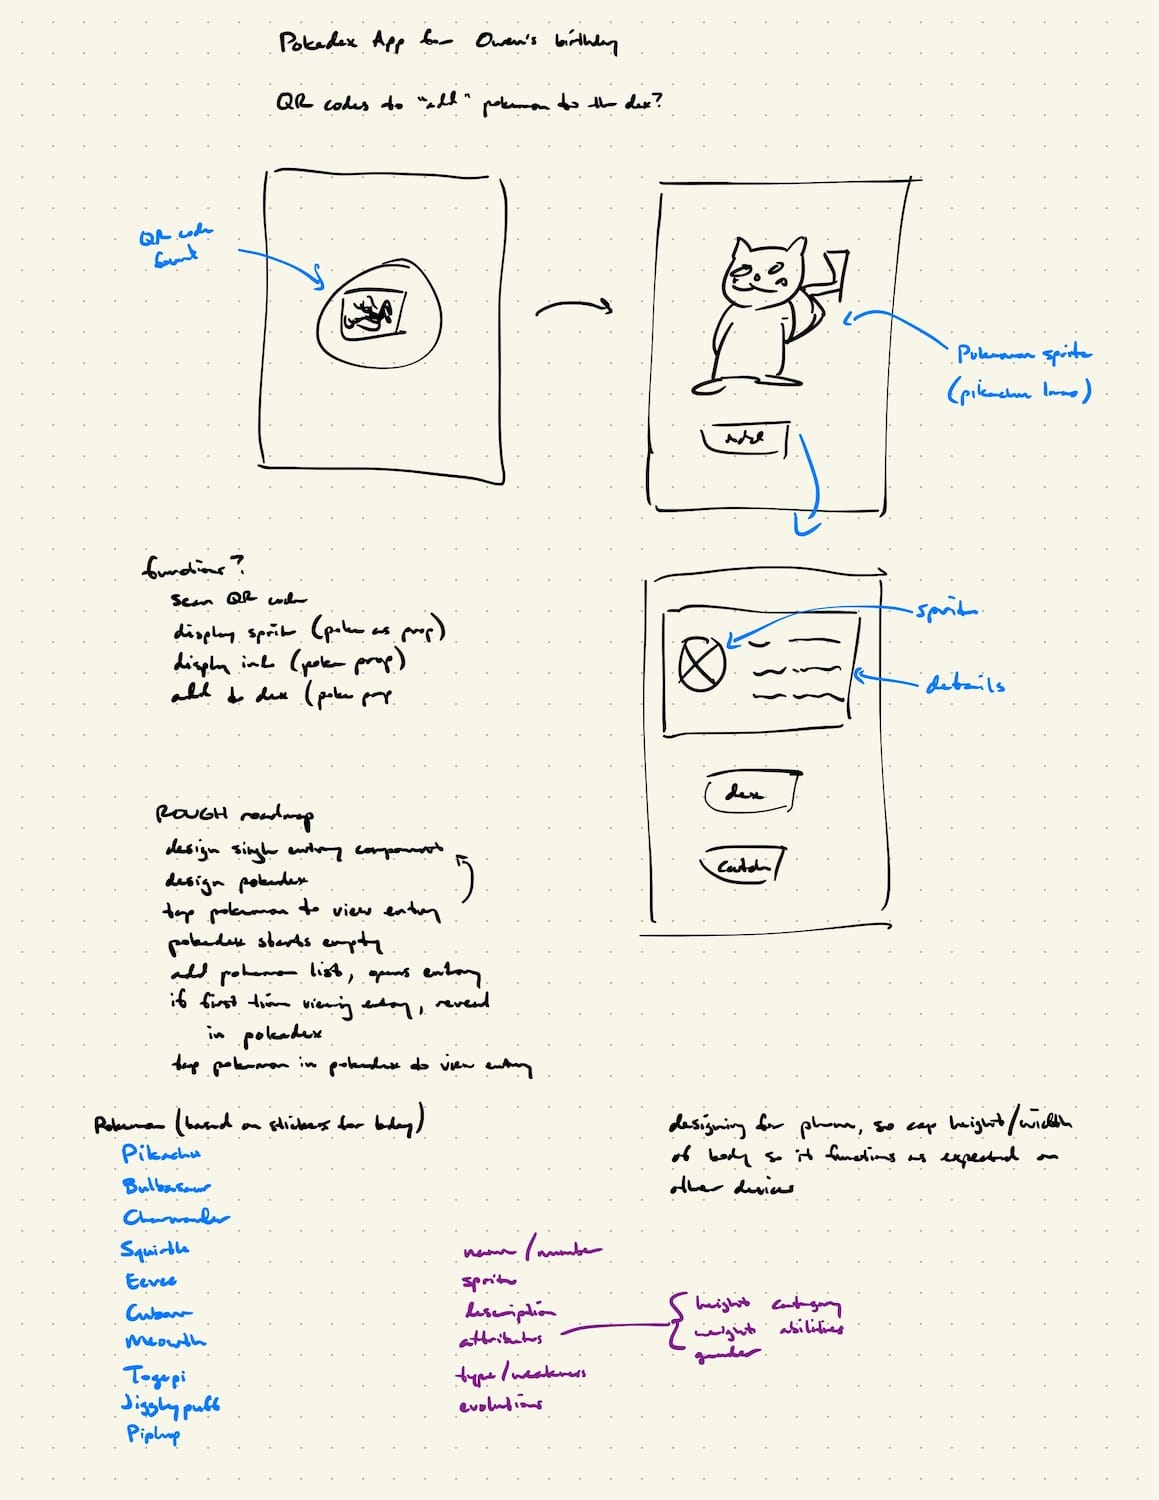 Pokedex App for Owen's birthday
QR codes to "add" pokemon to the dex?
QR code
found
Pokemon sprite
(pikachu lmao)
add
functions?
scan QR code
display sprite (poke as prop)
display info (poke prop)
add to dex (poke prop
sprite
details
dex
catch
ROUGH roadmap
design single entry component
design pokedex
tap pokemon to view entry
pokedex starts empty
add pokemon list, opens entry
if first time viewing entry, reveal
in pokedex
tap pokemon in pokedex to view entry
Pokemon (based on stickers for bday)
Pikachu
Bulbasaur
Charmander
Squirtle
Eevee
Cubone
Meowth
Togepi
Jigglypuff
Piplup
designing for phone, so cap height/width
of body so it functions as expected on
other devices
name/number
sprite
description
attributes
type/weakness
evolutions
height category
weight abilities
gender